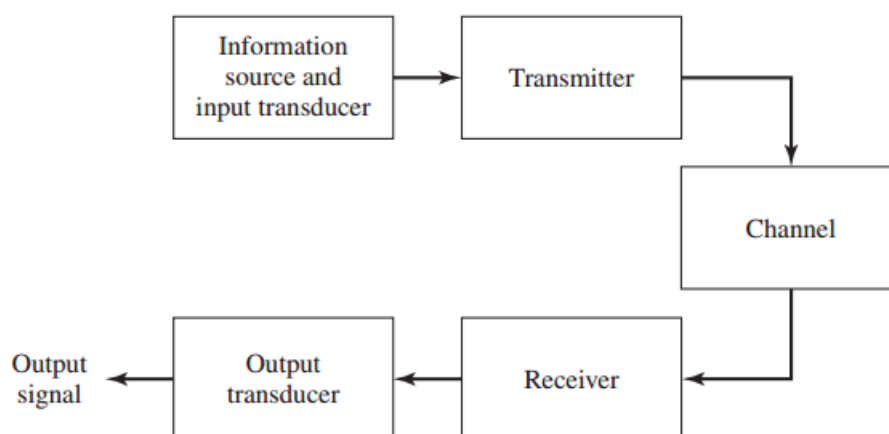 Information
source and
input transducer
Transmitter
Channel
Receiver
Output
transducer
Output
signal